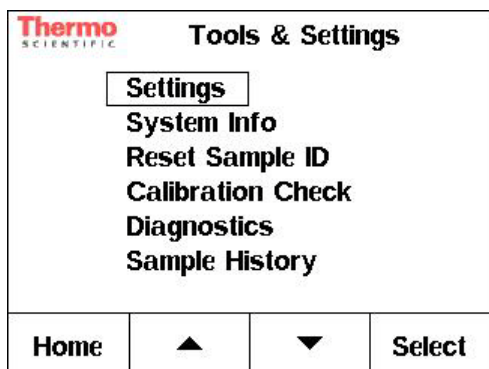 Thermo
SCIENTIFIC
Tools & Settings
Settings
System Info
Reset Sample ID
Calibration Check
Diagnostics
Sample History
Home
Select